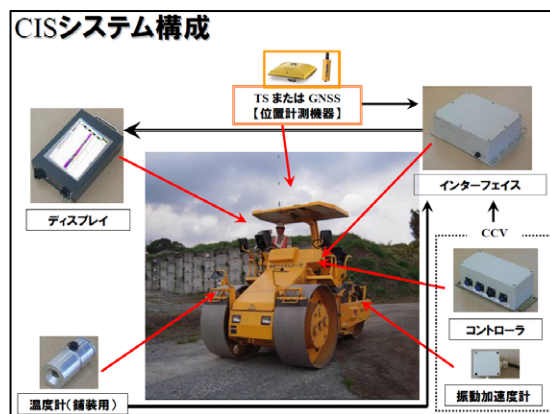 CISシステム構成
TS または GNSS
【位置計測機器】
ディスプレイ
インターフェイス
CCV
コントローラ
温度計(舗装用)
振動加速度計